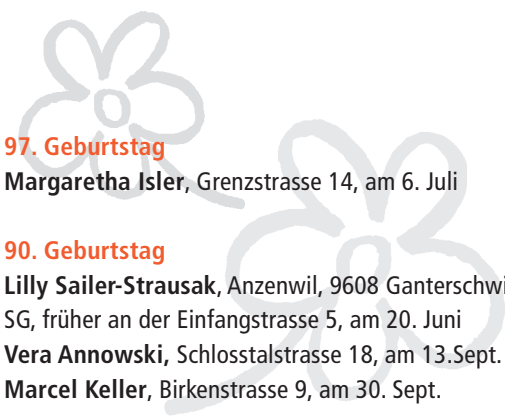 97. Geburtstag
Margaretha Isler, Grenzstrasse 14, am 6. Juli
90. Geburtstag
Lilly Sailer-Strausak, Anzenwil, 9608 Ganterschwi
SG, früher an der Einfangstrasse 5, am 20. Juni
Vera Annowski, Schlosstalstrasse 18, am 13.Sept.
Marcel Keller, Birkenstrasse 9, am 30. Sept.